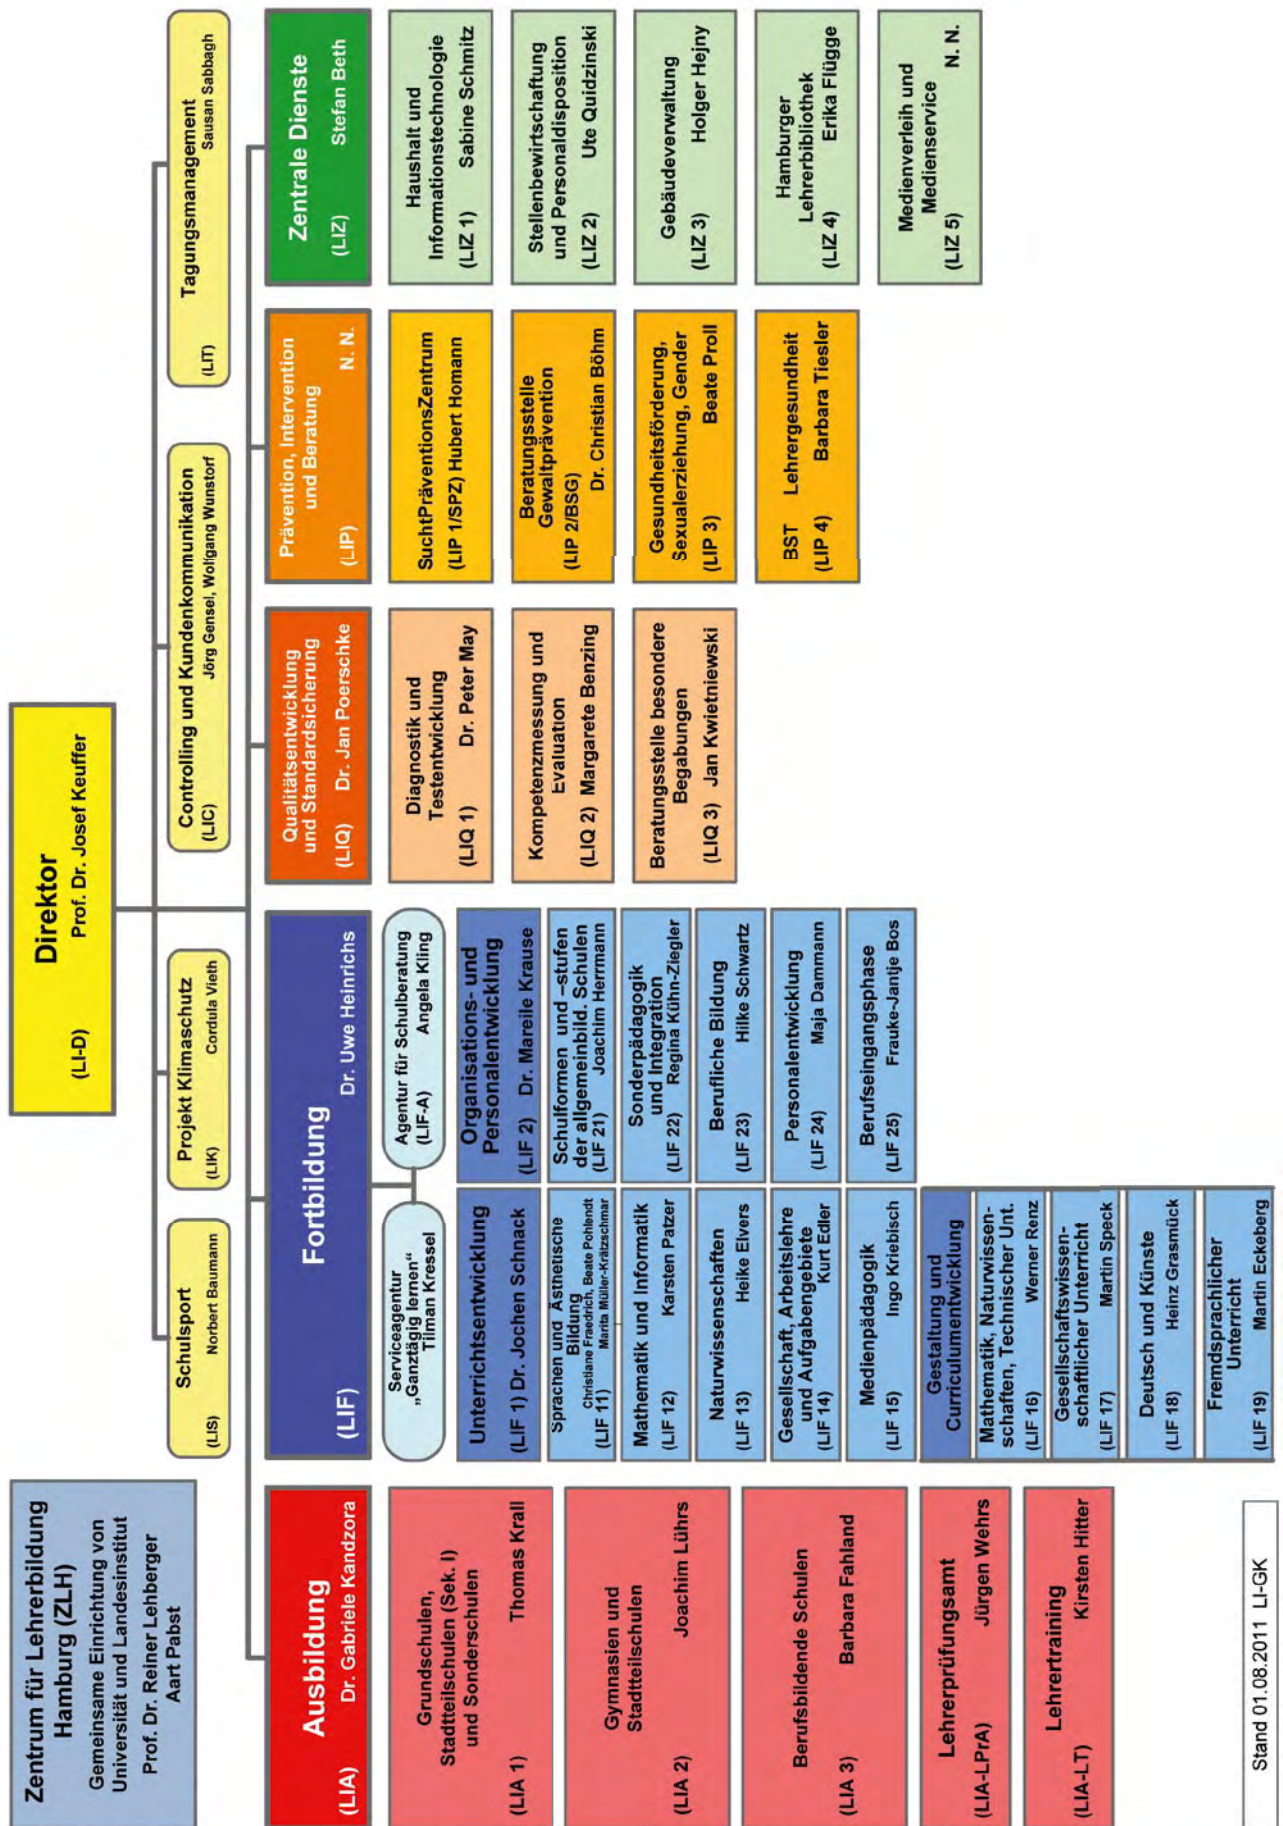 Zentrum für Lehrerbildung
Hamburg (ZLH)
Gemeinsame Einrichtung von
Universität und Landesinstitut
Prof. Dr. Reiner Lehberger
Aart Pabst
Direktor
(LI-D) Prof. Dr. Josef Keuffer
Schulsport
(LIS) Norbert Baumann
Projekt Klimaschutz
(LIK) Cordula Vieth
Controlling und Kundenkommunikation
(LIC) Jörg Gensel, Wolfgang Wunstorf
Tagungsmanagement
(LIT) Sausan Sabbagh
Ausbildung
(LIA) Dr. Gabriele Kandzora
Grundschulen,
Stadtteilschulen (Sek. I)
und Sonderschulen
(LIA 1) Thomas Krall
Gymnasien und
Stadtteilschulen
(LIA 2) Joachim Lührs
Berufsbildende Schulen
(LIA 3) Barbara Fahland
Lehrerprüfungsamt
(LIA-LPrA) Jürgen Wehrs
Lehrertraining
(LIA-LT) Kirsten Hitter
Fortbildung
(LIF) Dr. Uwe Heinrichs
Serviceagentur
„Ganztägig lernen“
Tilman Kressel
Agentur für Schulberatung
(LIF-A) Angela Kling
Unterrichtsentwicklung
(LIF 1) Dr. Jochen Schnack
Sprachen und Ästhetische
Bildung
Christiane Fraedrich, Beate Pohlendt
(LIF 11) Marita Müller-Krätzschmar
Mathematik und Informatik
(LIF 12) Karsten Patzer
Naturwissenschaften
(LIF 13) Heike Elvers
Gesellschaft, Arbeitslehre
und Aufgabengebiete
(LIF 14) Kurt Edler
Medienpädagogik
(LIF 15) Ingo Kriebisch
Gestaltung und
Curriculumentwicklung
Mathematik, Naturwissen-
schaften, Technischer Unt.
(LIF 16) Werner Renz
Gesellschaftswissen-
schaftlicher Unterricht
(LIF 17) Martin Speck
Deutsch und Künste
(LIF 18) Heinz Grasmück
Fremdsprachlicher
Unterricht
(LIF 19) Martin Eckeberg
Organisations- und
Personalentwicklung
(LIF 2) Dr. Mareile Krause
Schulformen und –stufen
der allgemeinbild. Schulen
(LIF 21) Joachim Herrmann
Sonderpädagogik
und Integration
(LIF 22) Regina Kühn-Ziegler
Berufliche Bildung
(LIF 23) Hilke Schwartz
Personalentwicklung
(LIF 24) Maja Dammann
Berufseingangsphase
(LIF 25) Frauke-Jantje Bos
Qualitätsentwicklung
und Standardsicherung
(LIQ) Dr. Jan Poerschke
Diagnostik und
Testentwicklung
(LIQ 1) Dr. Peter May
Kompetenzmessung und
Evaluation
(LIQ 2) Margarete Benzing
Beratungsstelle besondere
Begabungen
(LIQ 3) Jan Kwietniewski
Prävention, Intervention
und Beratung
(LIP) N. N.
SuchtPräventionsZentrum
(LIP 1/SPZ) Hubert Homann
Beratungsstelle
Gewaltprävention
(LIP 2/BSG)
Dr. Christian Böhm
Gesundheitsförderung,
Sexualerziehung, Gender
(LIP 3) Beate Proll
BST Lehrergesundheit
(LIP 4) Barbara Tiesler
Zentrale Dienste
(LIZ) Stefan Beth
Haushalt und
Informationstechnologie
(LIZ 1) Sabine Schmitz
Stellenbewirtschaftung
und Personaldisposition
(LIZ 2) Ute Quidzinski
Gebäudeverwaltung
(LIZ 3) Holger Hejny
Hamburger
Lehrerbibliothek
(LIZ 4) Erika Flügge
Medienverleih und
Medienservice
(LIZ 5) N. N.
Stand 01.08.2011 LI-GK